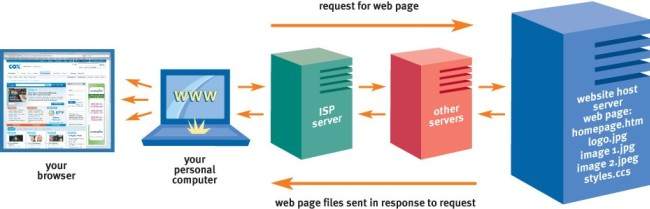 request for web page
COX
www
your
browser
your
personal
computer
ISP
server
other
servers
website host
server
web page:
homepage.htm
logo.jpg
image 1.jpg
image 2.jpeg
styles.ccs
web page files sent in response to request